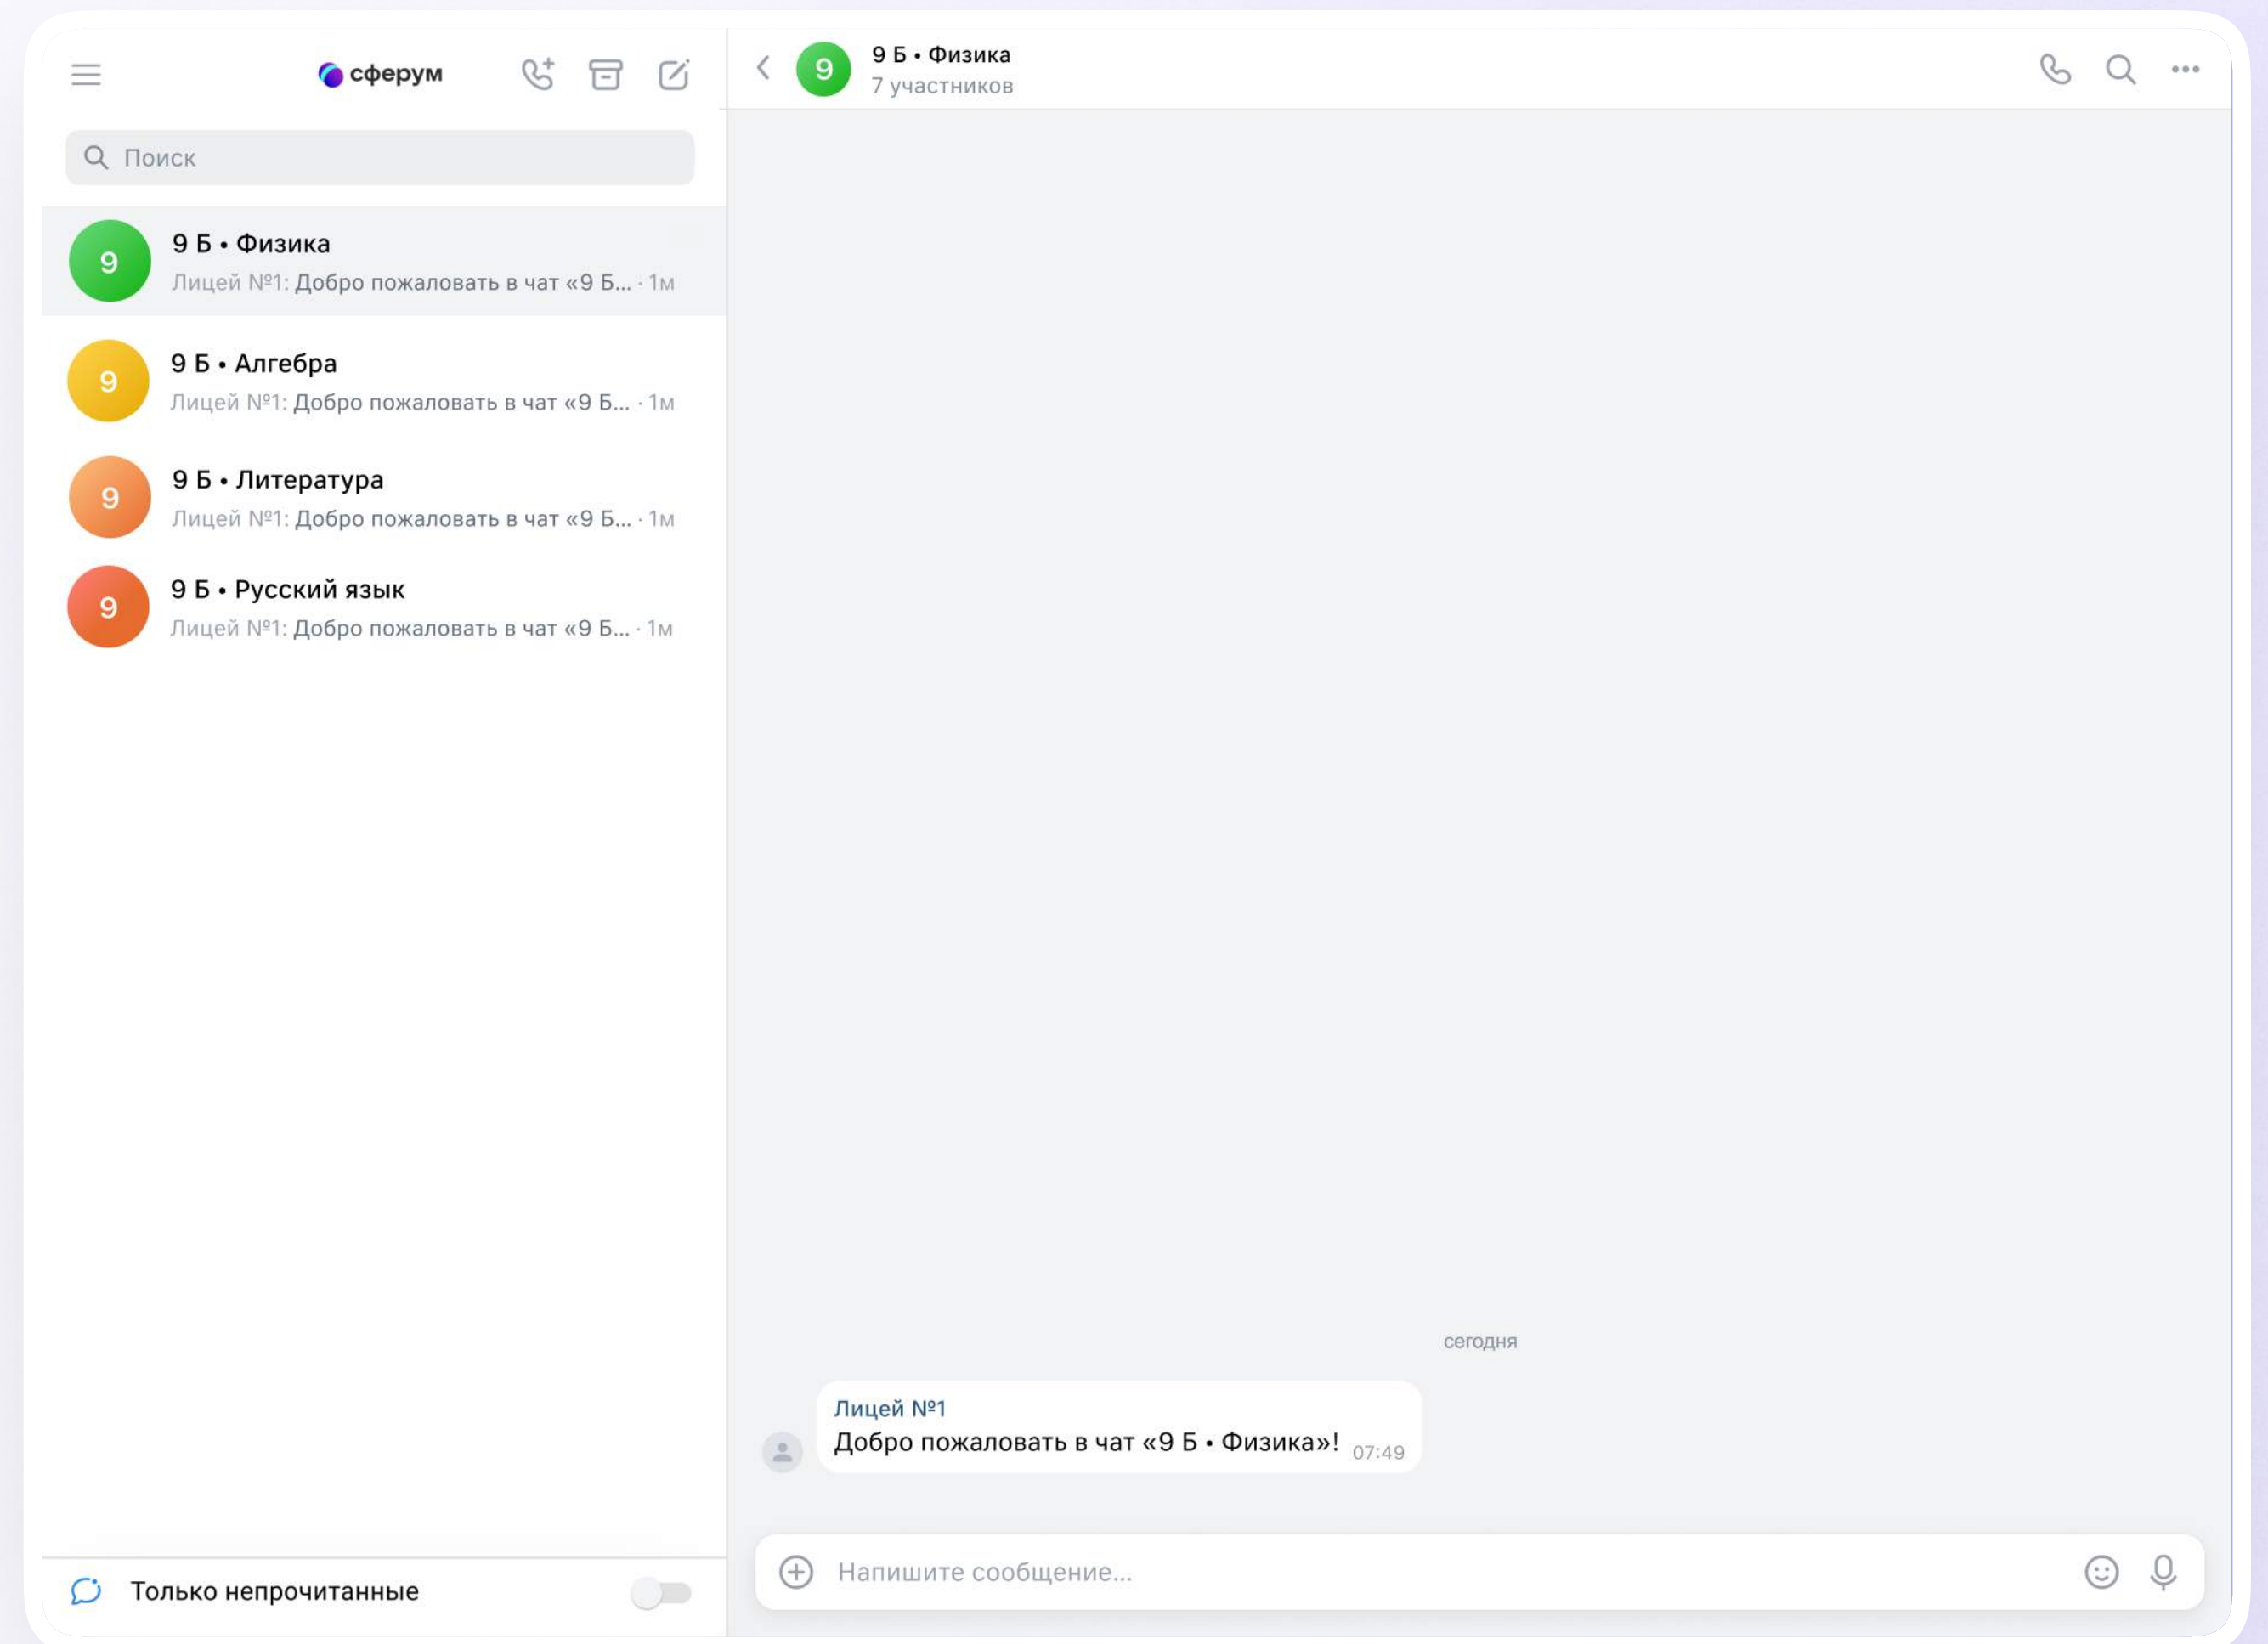 сферум
Поиск
9
9 Б • Физика
Лицей №1: Добро пожаловать в чат «9 Б... · 1м
9
9 Б • Алгебра
Лицей №1: Добро пожаловать в чат «9 Б... · 1м
9
9 Б • Литература
Лицей №1: Добро пожаловать в чат «9 Б... · 1м
9
9 Б • Русский язык
Лицей №1: Добро пожаловать в чат «9 Б... · 1м
Только непрочитанные
9
9 Б • Физика
7 участников
сегодня
Лицей №1
Добро пожаловать в чат «9 Б • Физика»! 07:49
Напишите сообщение...